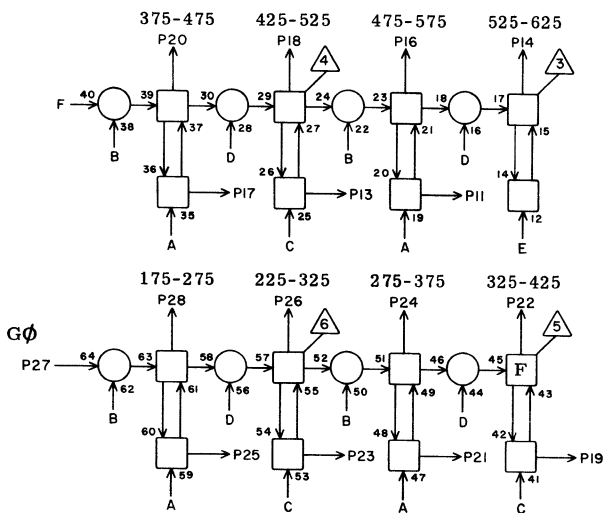 375-475 425-525 475-575 525-625
P20 P18 P16 P14
4 3
F 40 39 30 29 24 23 18 17
38 37 28 27 22 21 16 15
B D B D
36 26 20 14
P17 P13 P11
35 25 19 12
A C A E
175-275 225-325 275-375 325-425
P28 P26 P24 P22
6 5
GΦ
P27 64 63 58 57 52 51 46 45 F
62 61 56 55 50 49 44 43
B D B D
60 54 48 42
P25 P23 P21 P19
59 53 47 41
A C A C